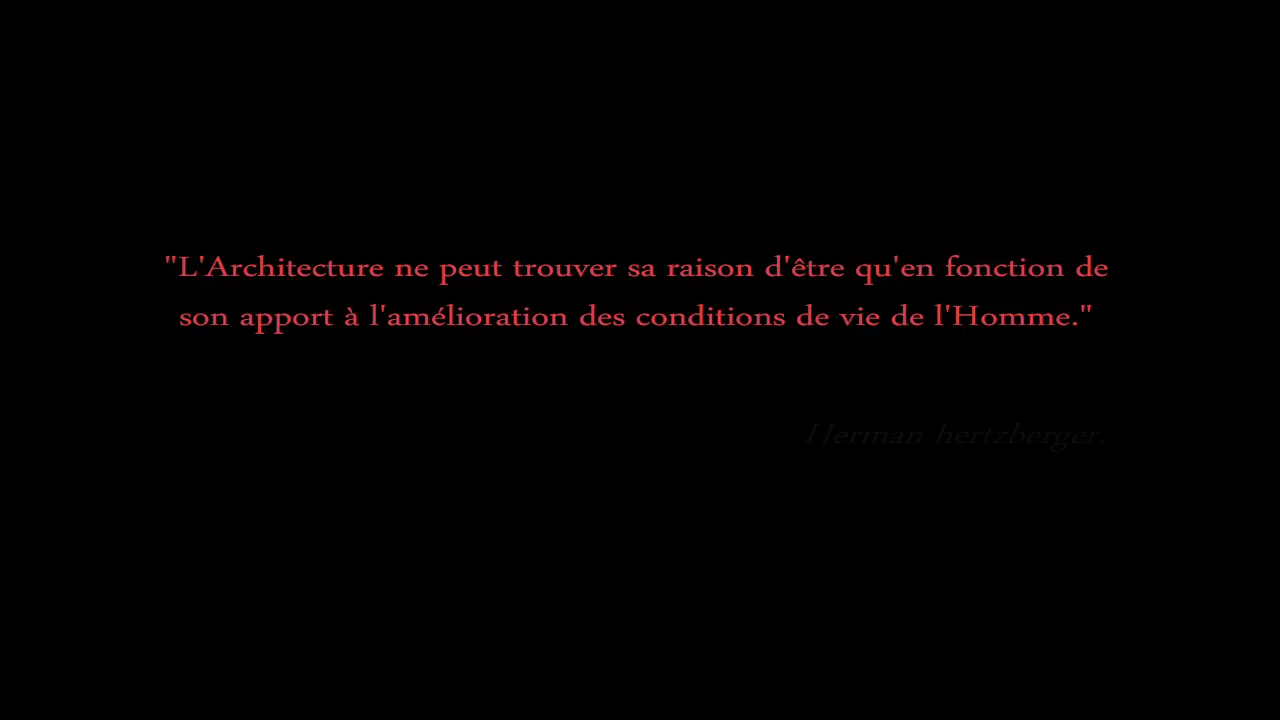 "L'Architecture ne peut trouver sa raison d'être qu'en fonction de
son apport à l'amélioration des conditions de vie de l'Homme."
Herman hertzberger.